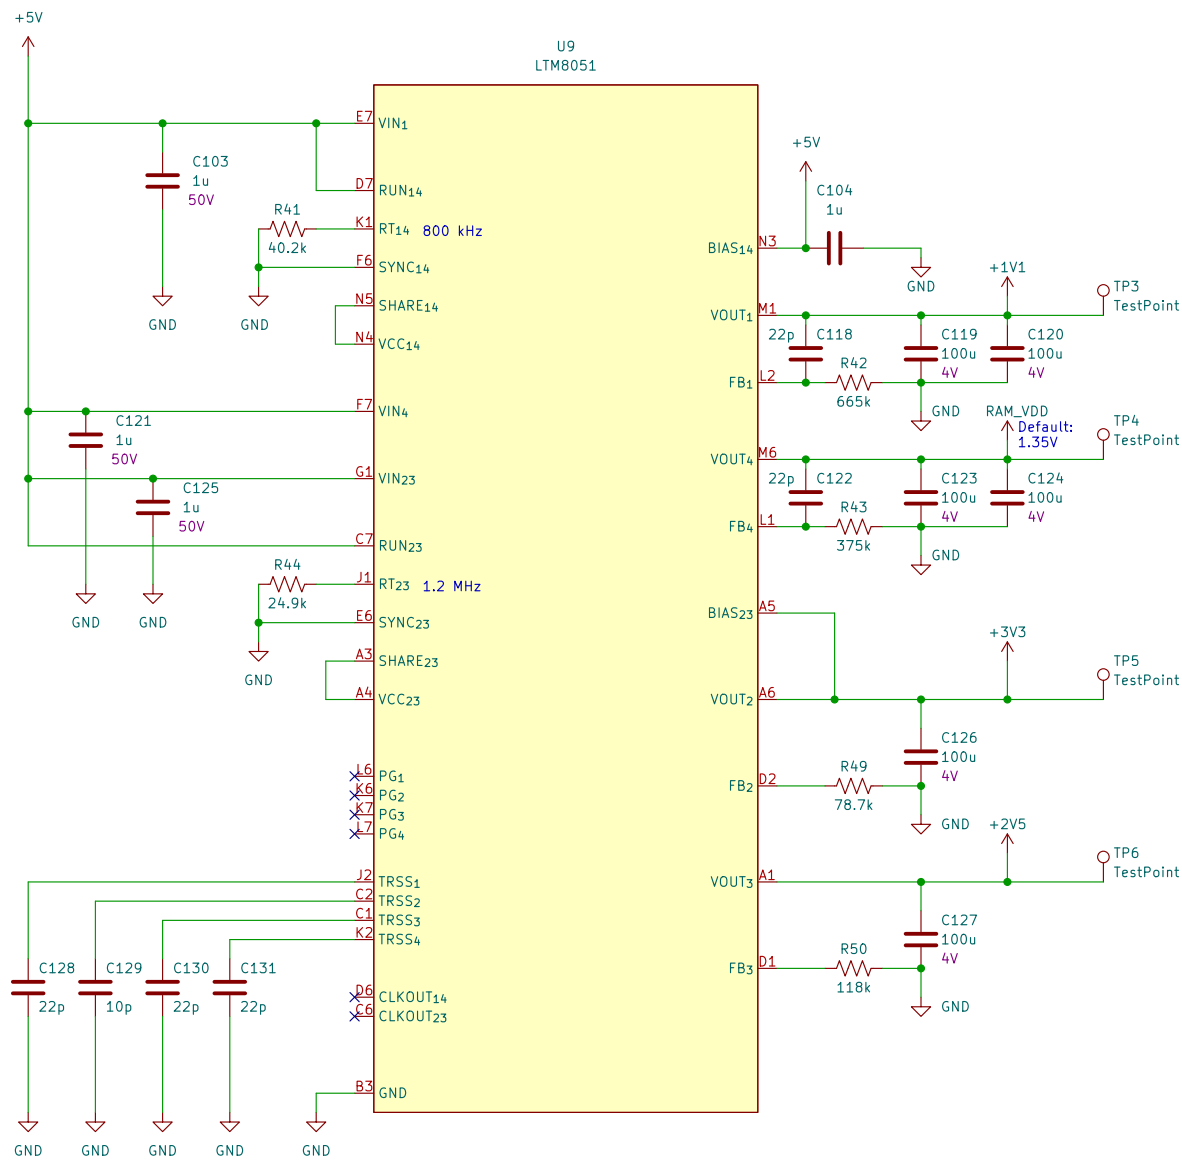 +5V
U9
LTM8051
E7 VIN1
C103
1u
50V
D7 RUN14
R41
40.2k
K1 RT14 800 kHz
F6 SYNC14
GND
GND
N5 SHARE14
N4 VCC14
F7 VIN4
C121
1u
50V
G1 VIN23
C125
1u
50V
C7 RUN23
R44
24.9k
J1 RT23 1.2 MHz
E6 SYNC23
GND
GND
GND
A3 SHARE23
A4 VCC23
L6 PG1
K6 PG2
K7 PG3
L7 PG4
J2 TRSS1
C2 TRSS2
C1 TRSS3
K2 TRSS4
C128
22p
C129
10p
C130
22p
C131
22p
D6 CLKOUT14
C6 CLKOUT23
B3 GND
GND
GND
GND
GND
GND
+5V
C104
1u
BIAS14 N3
GND
+1V1
TP3
TestPoint
VOUT1 M1
22p C118
C119
100u
4V
C120
100u
4V
FB1 L2
R42
665k
GND
RAM_VDD
Default:
1.35V
TP4
TestPoint
VOUT4 M6
22p C122
C123
100u
4V
C124
100u
4V
FB4 L1
R43
375k
GND
BIAS23 A5
+3V3
TP5
TestPoint
VOUT2 A6
C126
100u
4V
FB2 D2
R49
78.7k
GND
+2V5
TP6
TestPoint
VOUT3 A1
C127
100u
4V
FB3 D1
R50
118k
GND